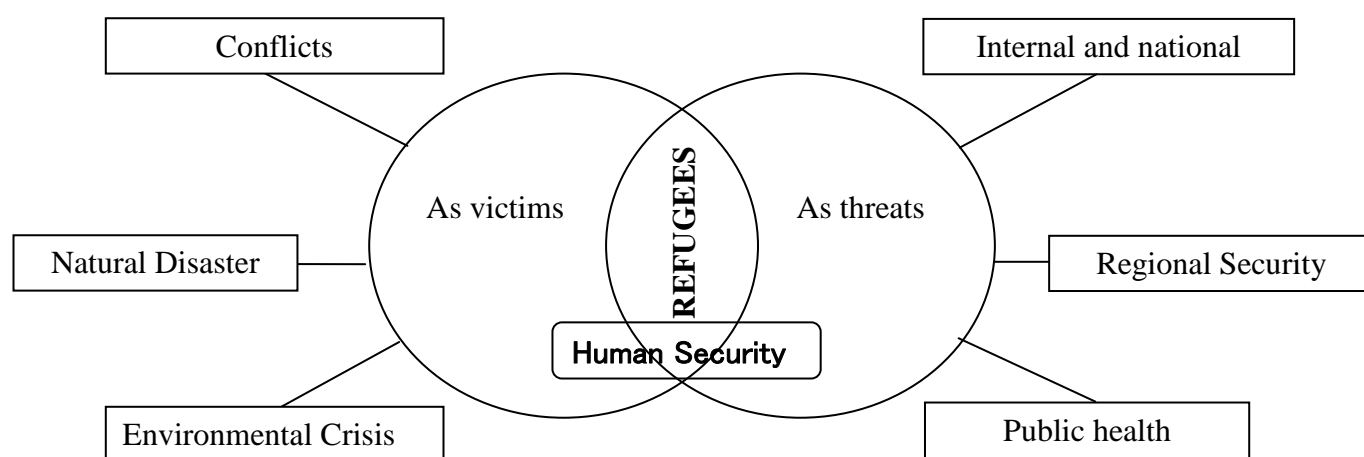 Conflicts
Internal and national
As victims
REFUGEES
As threats
Natural Disaster
Regional Security
Human Security
Environmental Crisis
Public health